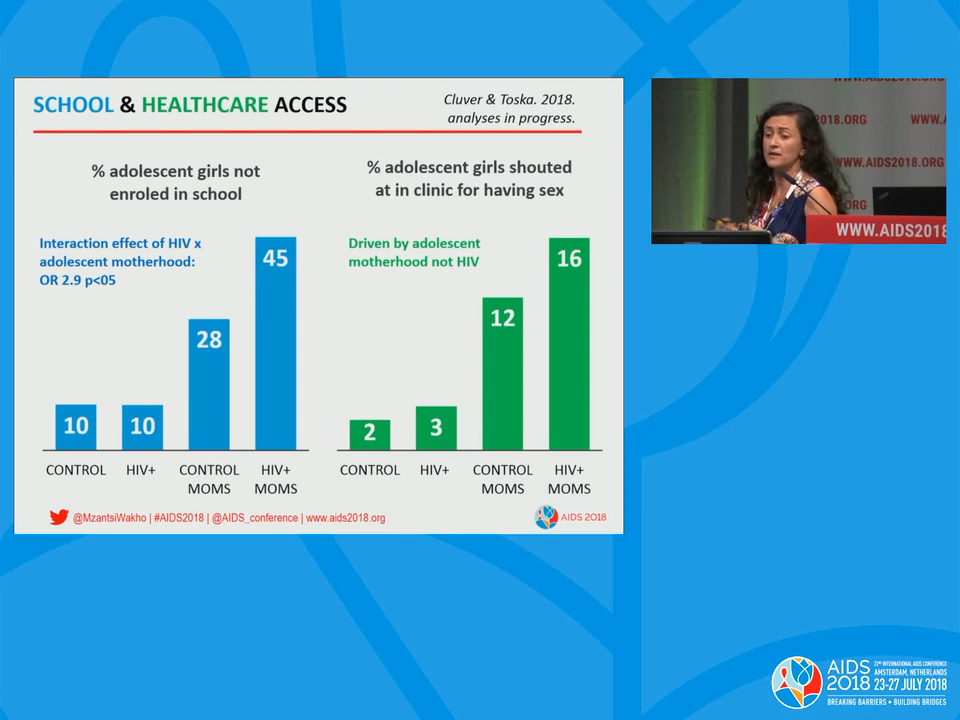 SCHOOL & HEALTHCARE ACCESS
Cluver & Toska. 2018.
analyses in progress.
% adolescent girls not
enroled in school
Interaction effect of HIV x
adolescent motherhood:
OR 2.9 p<05
10
10
28
45
CONTROL
HIV+
CONTROL
MOMS
HIV+
MOMS
% adolescent girls shouted
at in clinic for having sex
Driven by adolescent
motherhood not HIV
2
3
12
16
CONTROL
HIV+
CONTROL
MOMS
HIV+
MOMS
@MzantsiWakho | #AIDS2018 | @AIDS_conference | www.aids2018.org
AIDS 2018
2018.ORG
WWW.AIDS2018.ORG
ORG
WWW.AIDS2018
AIDS
2018
22ND INTERNATIONAL AIDS CONFERENCE
AMSTERDAM, NETHERLANDS
23-27 JULY 2018
BREAKING BARRIERS • BUILDING BRIDGES